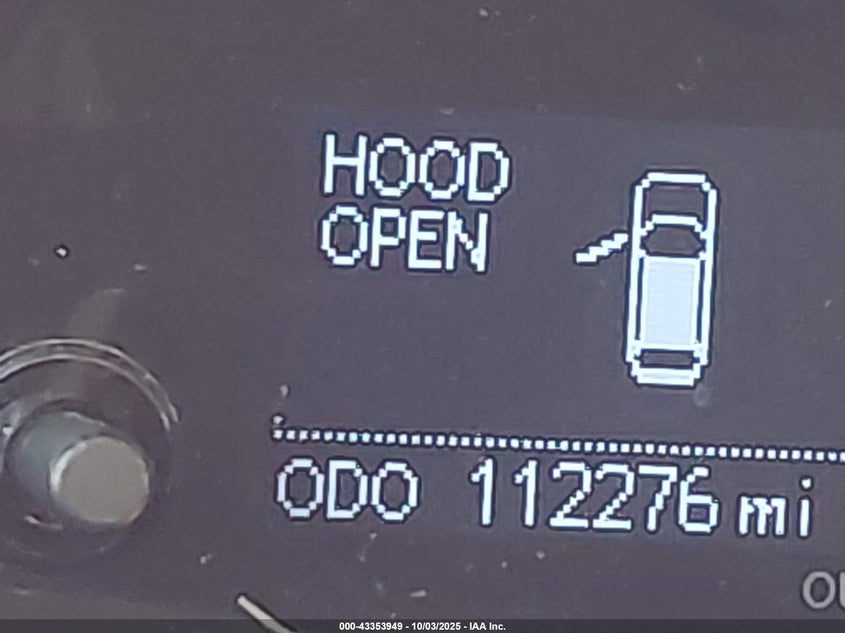 HOOD
OPEN
ODO 112276 mi
000-43353949 - 10/03/2025 - IAA Inc.